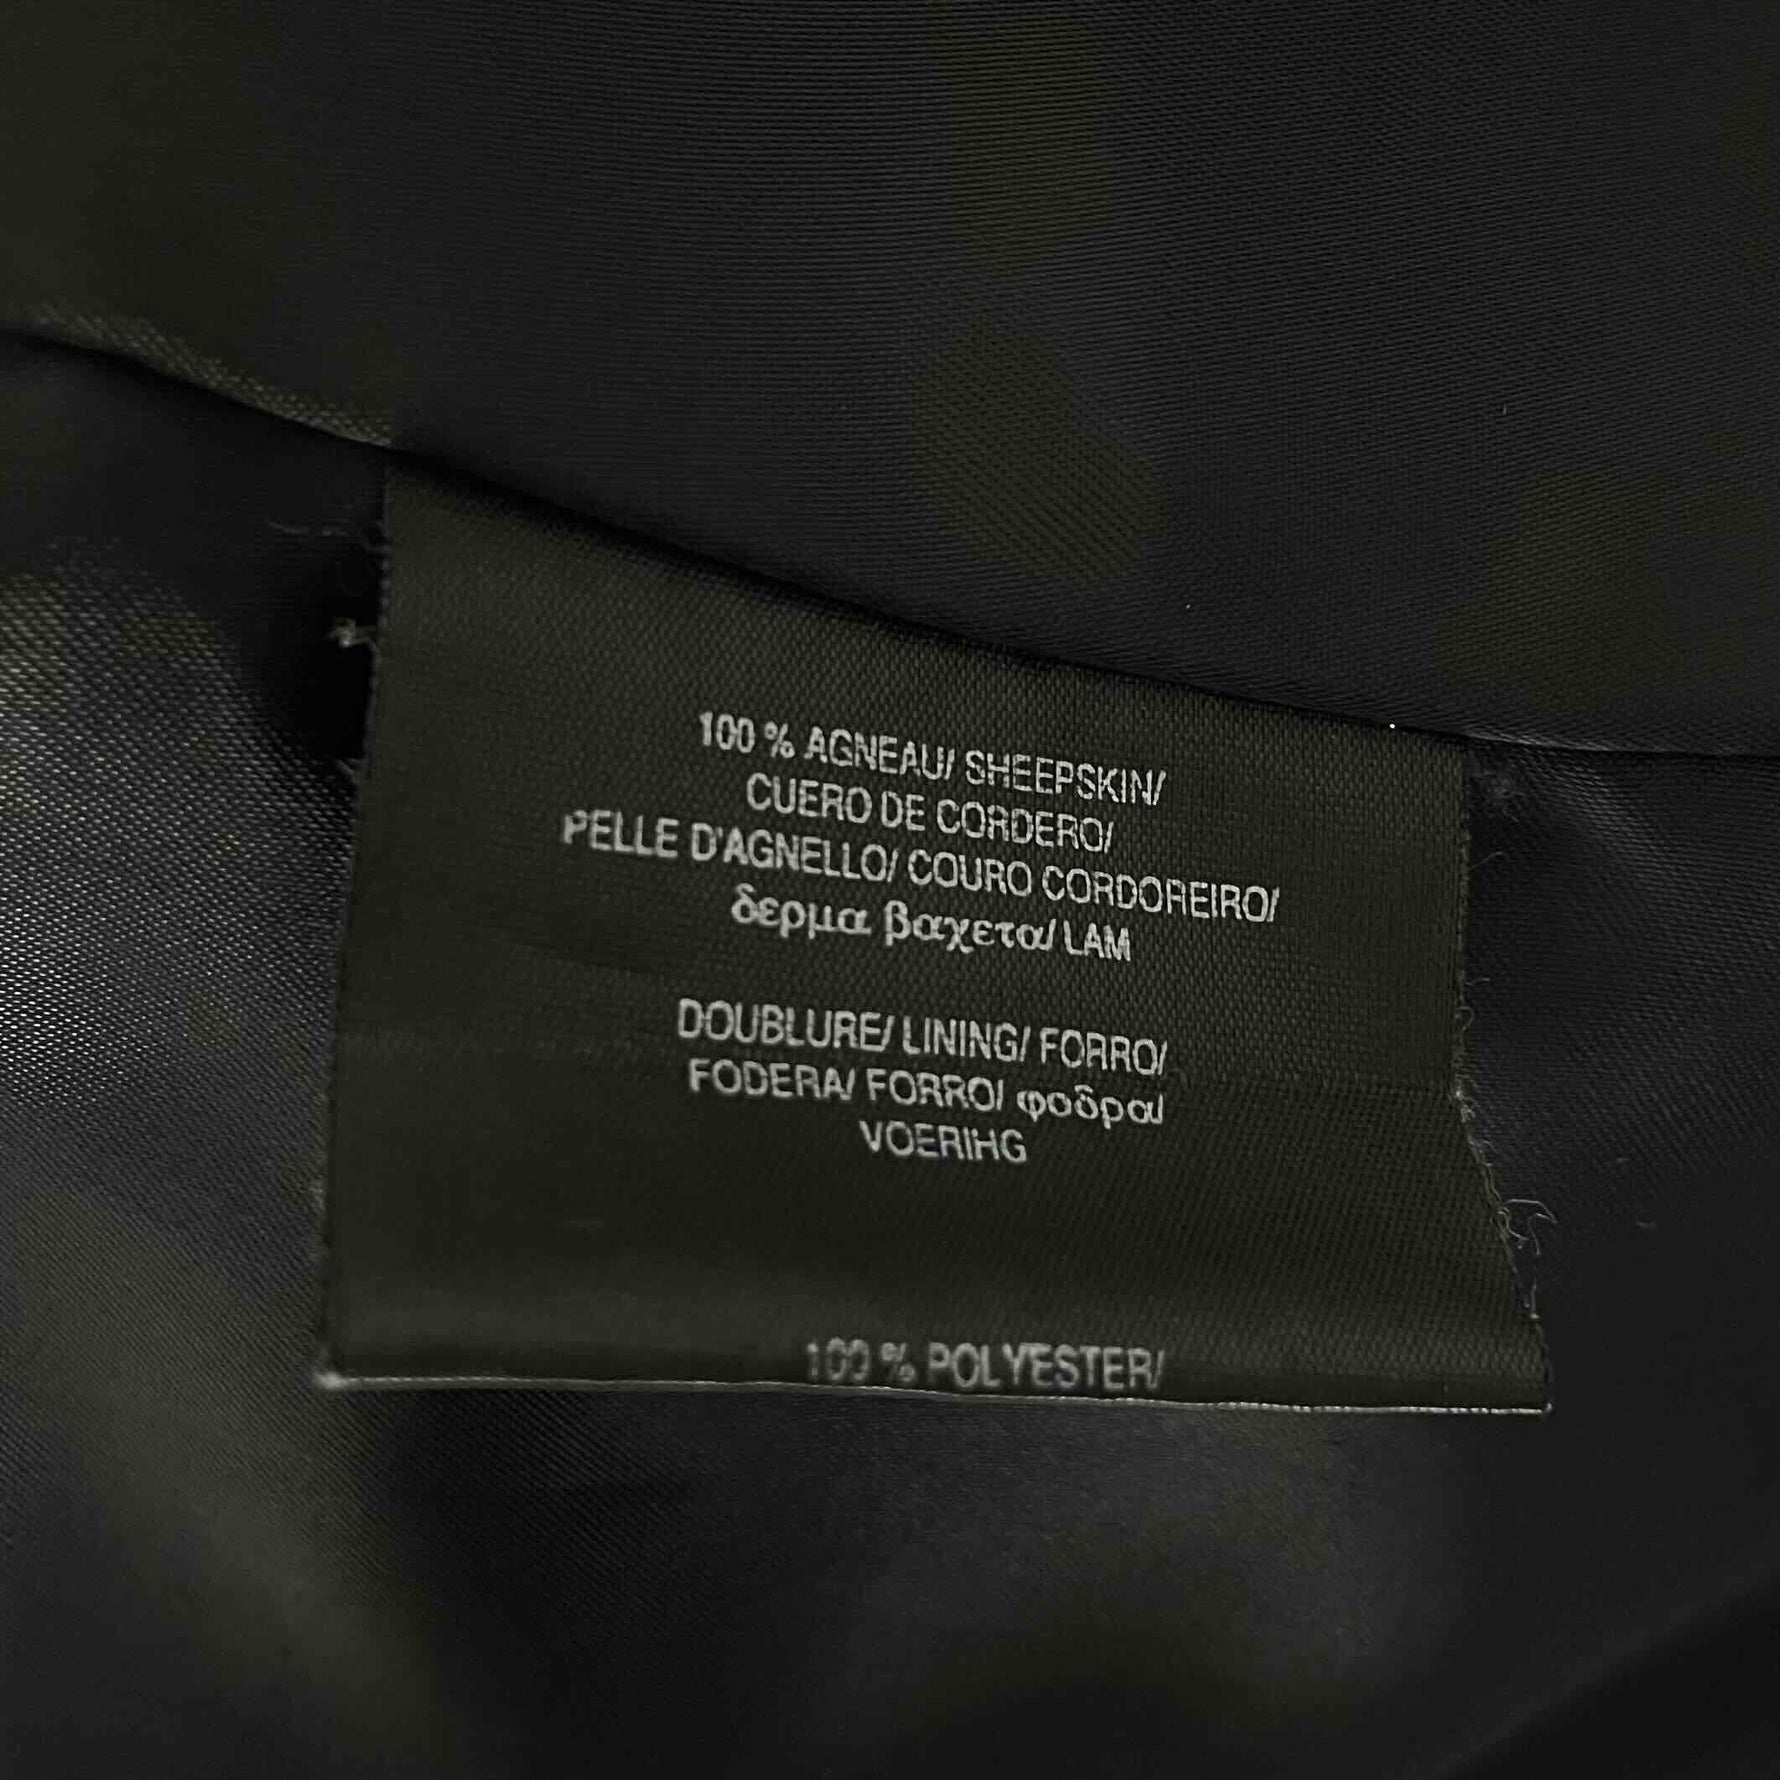 100 % AGNEAU/ SHEEPSKIN/
CUERO DE CORDERO/
PELLE D'AGNELLO/ COURO CORDOREIRO/
δερμα βαχετα/ LAM
DOUBLURE/ LINING/ FORRO/
FODERA/ FORRO/ φοδρα/
VOERIHG
100 % POLYESTER/